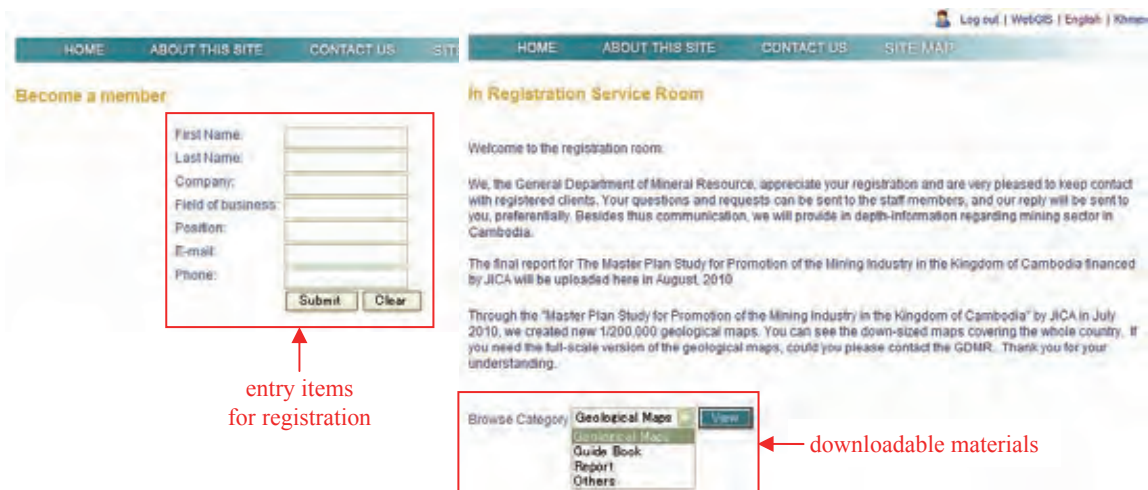 Log out | WebGIS | English | Khmer
HOME ABOUT THIS SITE CONTACT US SITE
HOME ABOUT THIS SITE CONTACT US SITE MAP
Become a member
First Name:
Last Name:
Company:
Field of business
Position:
E-mail:
Phone:
Submit Clear
entry items
for registration
In Registration Service Room
Welcome to the registration room.
We, the General Department of Mineral Resource, appreciate your registration and are very pleased to keep contact
with registered clients. Your questions and requests can be sent to the staff members, and our reply will be sent to
you, preferentially. Besides thus communication, we will provide in depth-information regarding mining sector in
Cambodia.
The final report for The Master Plan Study for Promotion of the Mining Industry in the Kingdom of Cambodia financed
by JICA will be uploaded here in August, 2010
Through the "Master Plan Study for Promotion of the Mining Industry in the Kingdom of Cambodia" by JICA in July
2010, we created new 1/200,000 geological maps. You can see the down-sized maps covering the whole country. If
you need the full-scale version of the geological maps, could you please contact the GDMR. Thank you for your
understanding.
Browse Category Geological Maps View
Geological Maps
Guide Book
Report
Others
downloadable materials